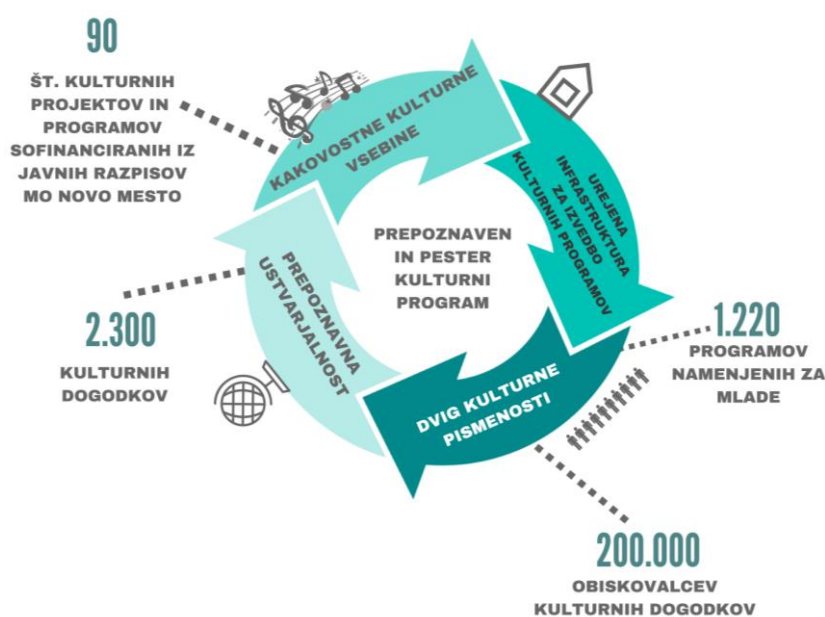 90
ŠT. KULTURNIH
PROJEKTOV IN
PROGRAMOV
SOFINANCIRANIH IZ
JAVNIH RAZPISOV
MO NOVO MESTO
KAKOVOSTNE KULTURNE
VSEBINE
UREJENA
INFRASTRUKTURA
ZA IZVEDBO
KULTURNIH PROGRAMOV
PREPOZNAVEN
IN PESTER
KULTURNI
PROGRAM
PREPOZNAVNA
USTVARJALNOST
2.300
KULTURNIH
DOGODKOV
1.220
PROGRAMOV
NAMENJENIH ZA
MLADE
DVIG KULTURNE
PISMENOSTI
200.000
OBISKOVALCEV
KULTURNIH DOGODKOV